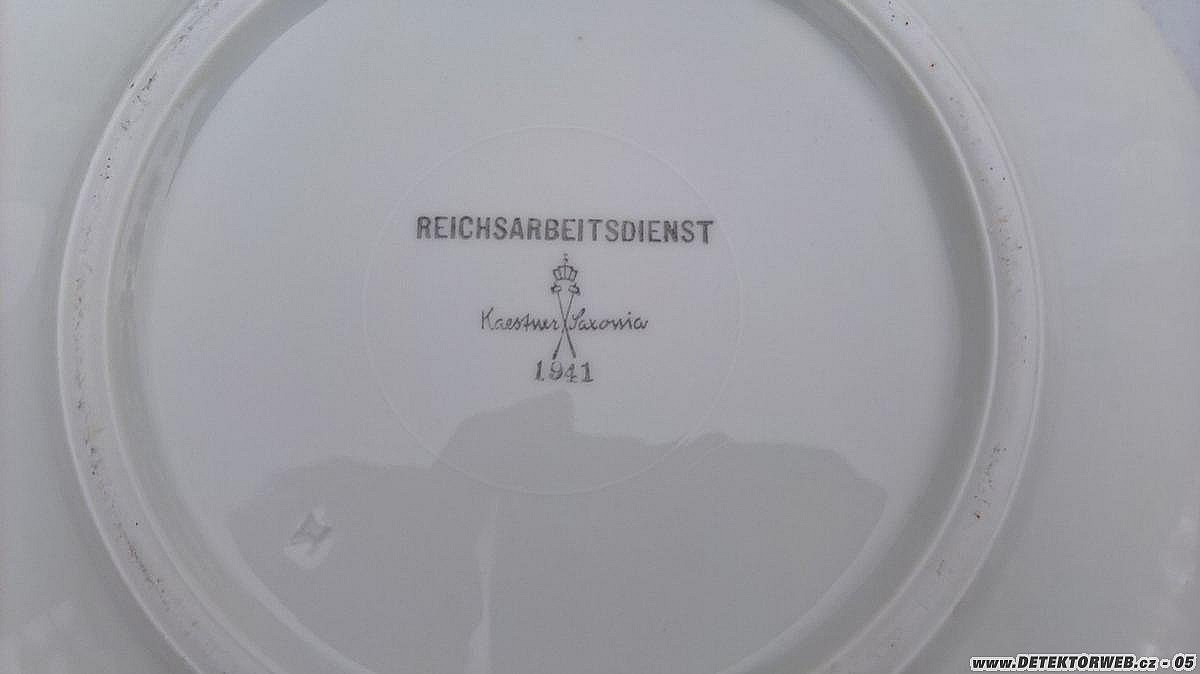 REICHSARBEITSDIENST
Kaestner Saxonia
1941
www.DETEKTORWEB.cz - 05